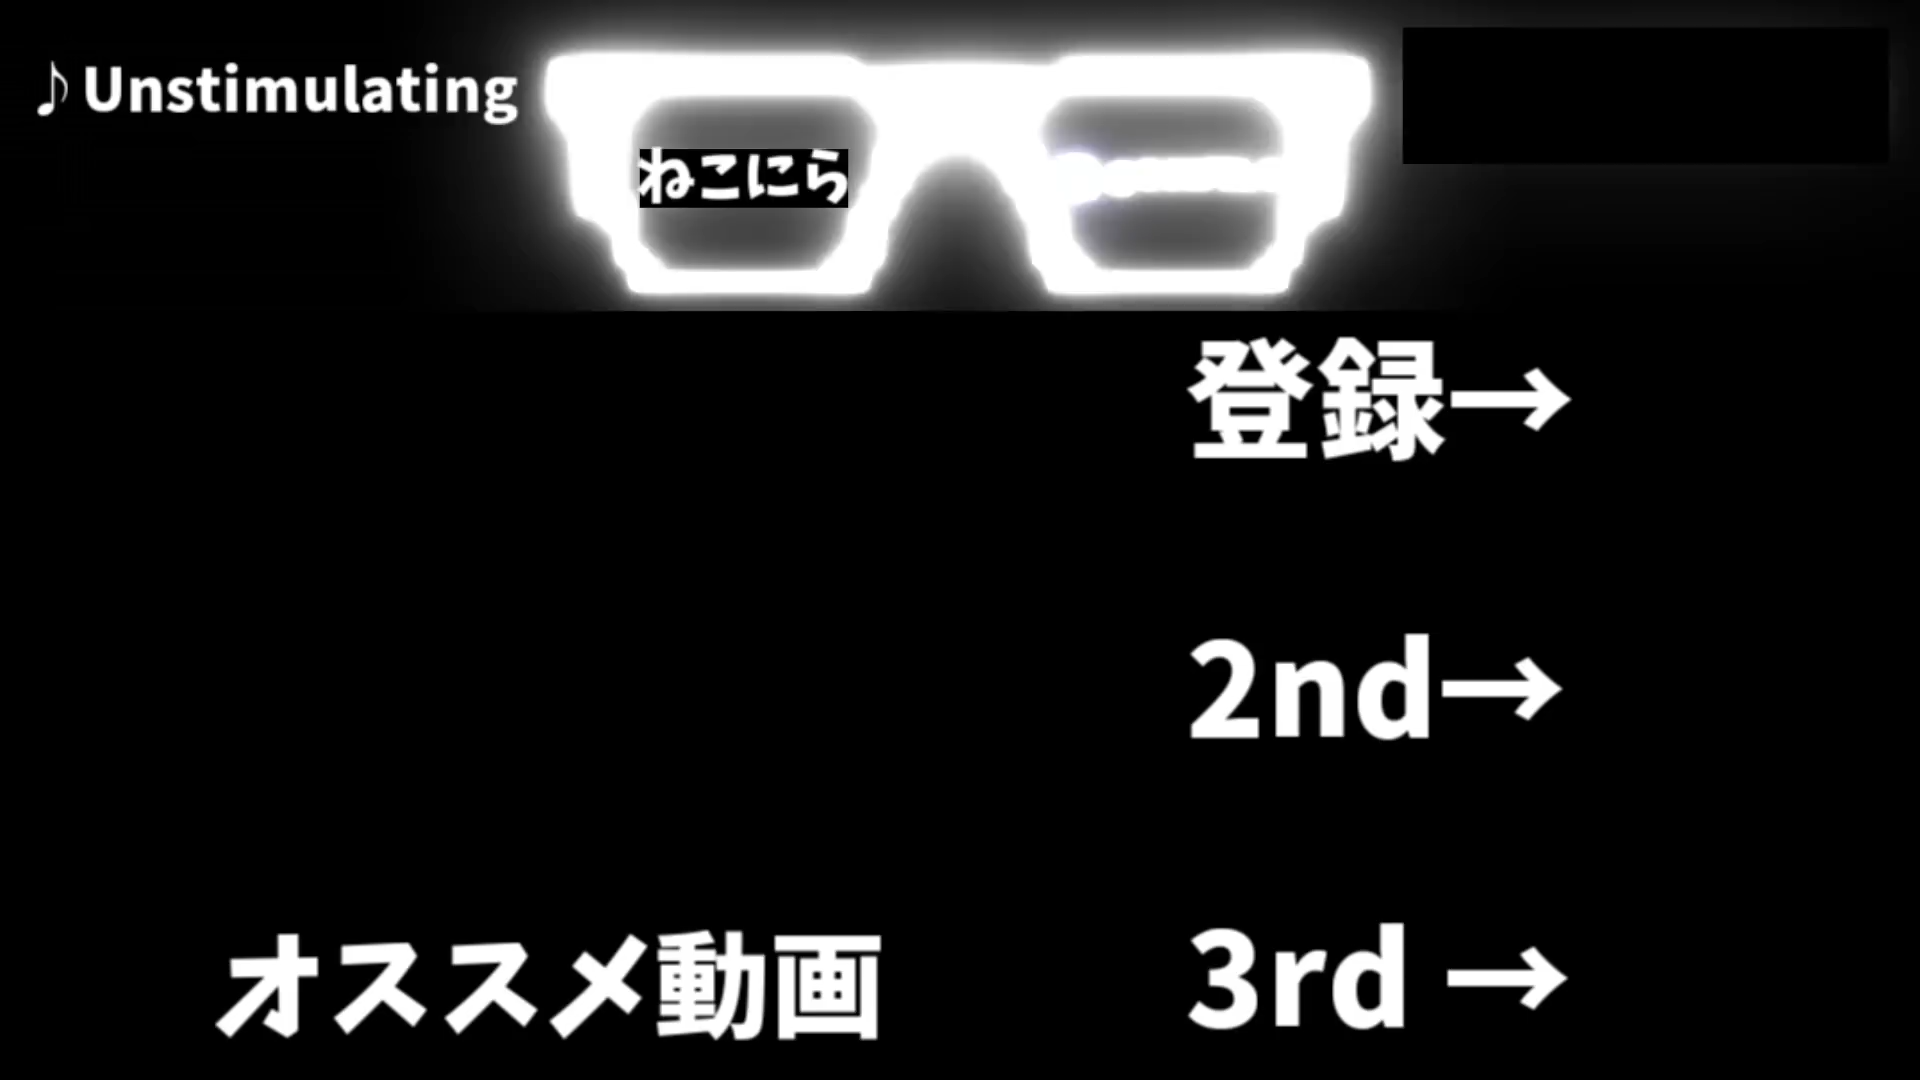 ♪Unstimulating
ねこにら
登録→
2nd→
オススメ動画
3rd →